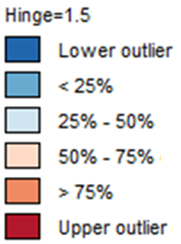 Hinge=1.5
Lower outlier
< 25%
25% - 50%
50% - 75%
> 75%
Upper outlier